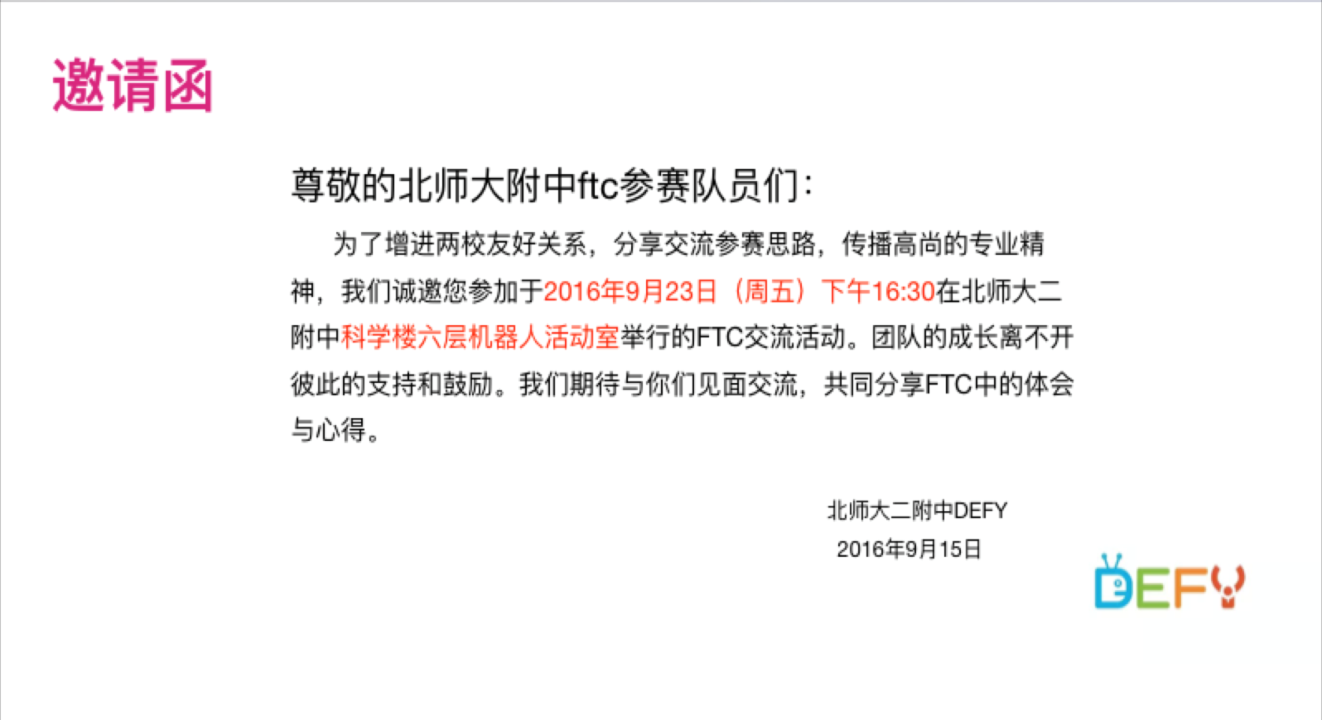 邀请函
尊敬的北师大附中ftc参赛队员们：
为了增进两校友好关系，分享交流参赛思路，传播高尚的专业精
神，我们诚邀您参加于2016年9月23日（周五）下午16:30在北师大二
附中科学楼六层机器人活动室举行的FTC交流活动。团队的成长离不开
彼此的支持和鼓励。我们期待与你们见面交流，共同分享FTC中的体会
与心得。
北师大二附中DEFY
2016年9月15日
DEFY